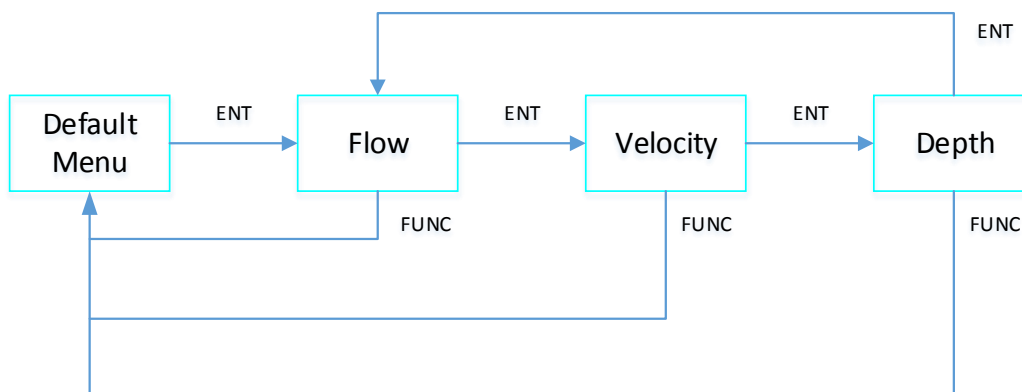 ENT
Default
Menu
ENT
Flow
ENT
Velocity
ENT
Depth
FUNC
FUNC
FUNC